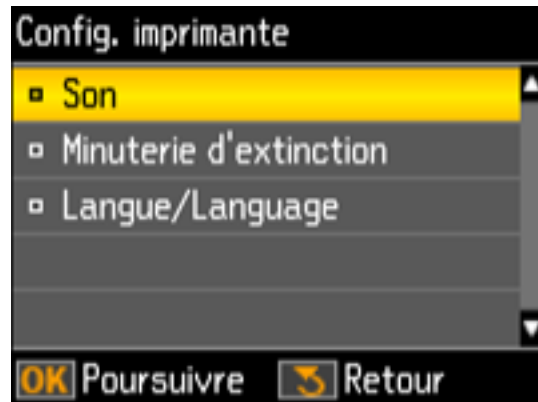 Config. imprimante
Son
Minuterie d'extinction
Langue/Language
OK Poursuivre Retour